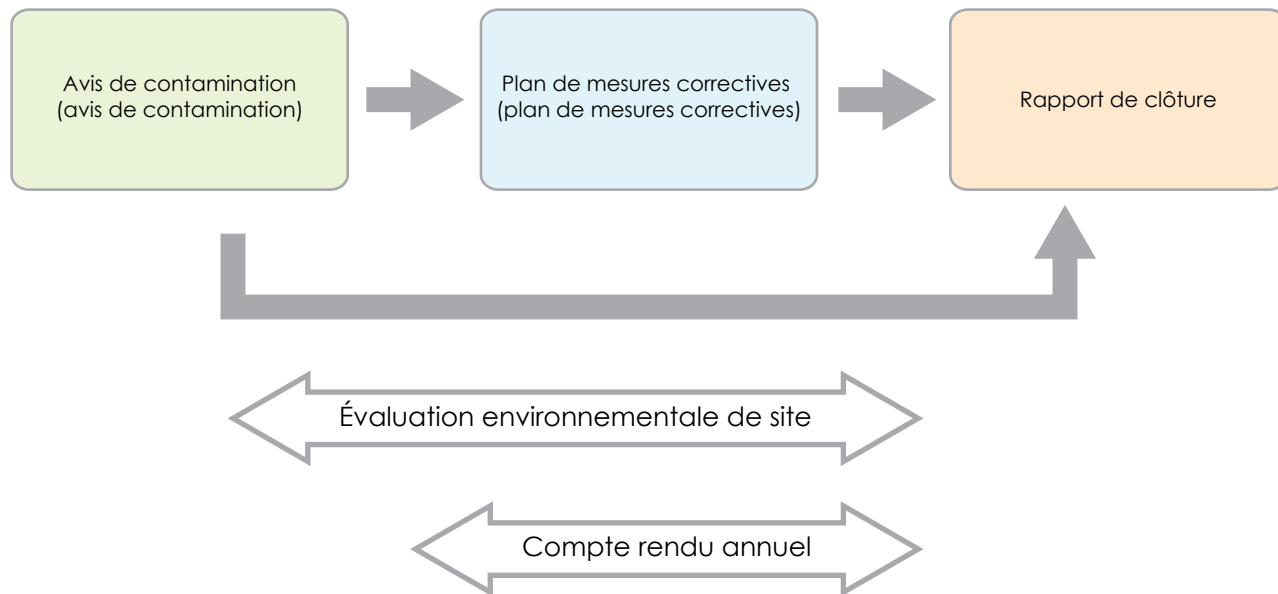 Avis de contamination
(avis de contamination)
Plan de mesures correctives
(plan de mesures correctives)
Rapport de clôture
Évaluation environnementale de site
Compte rendu annuel